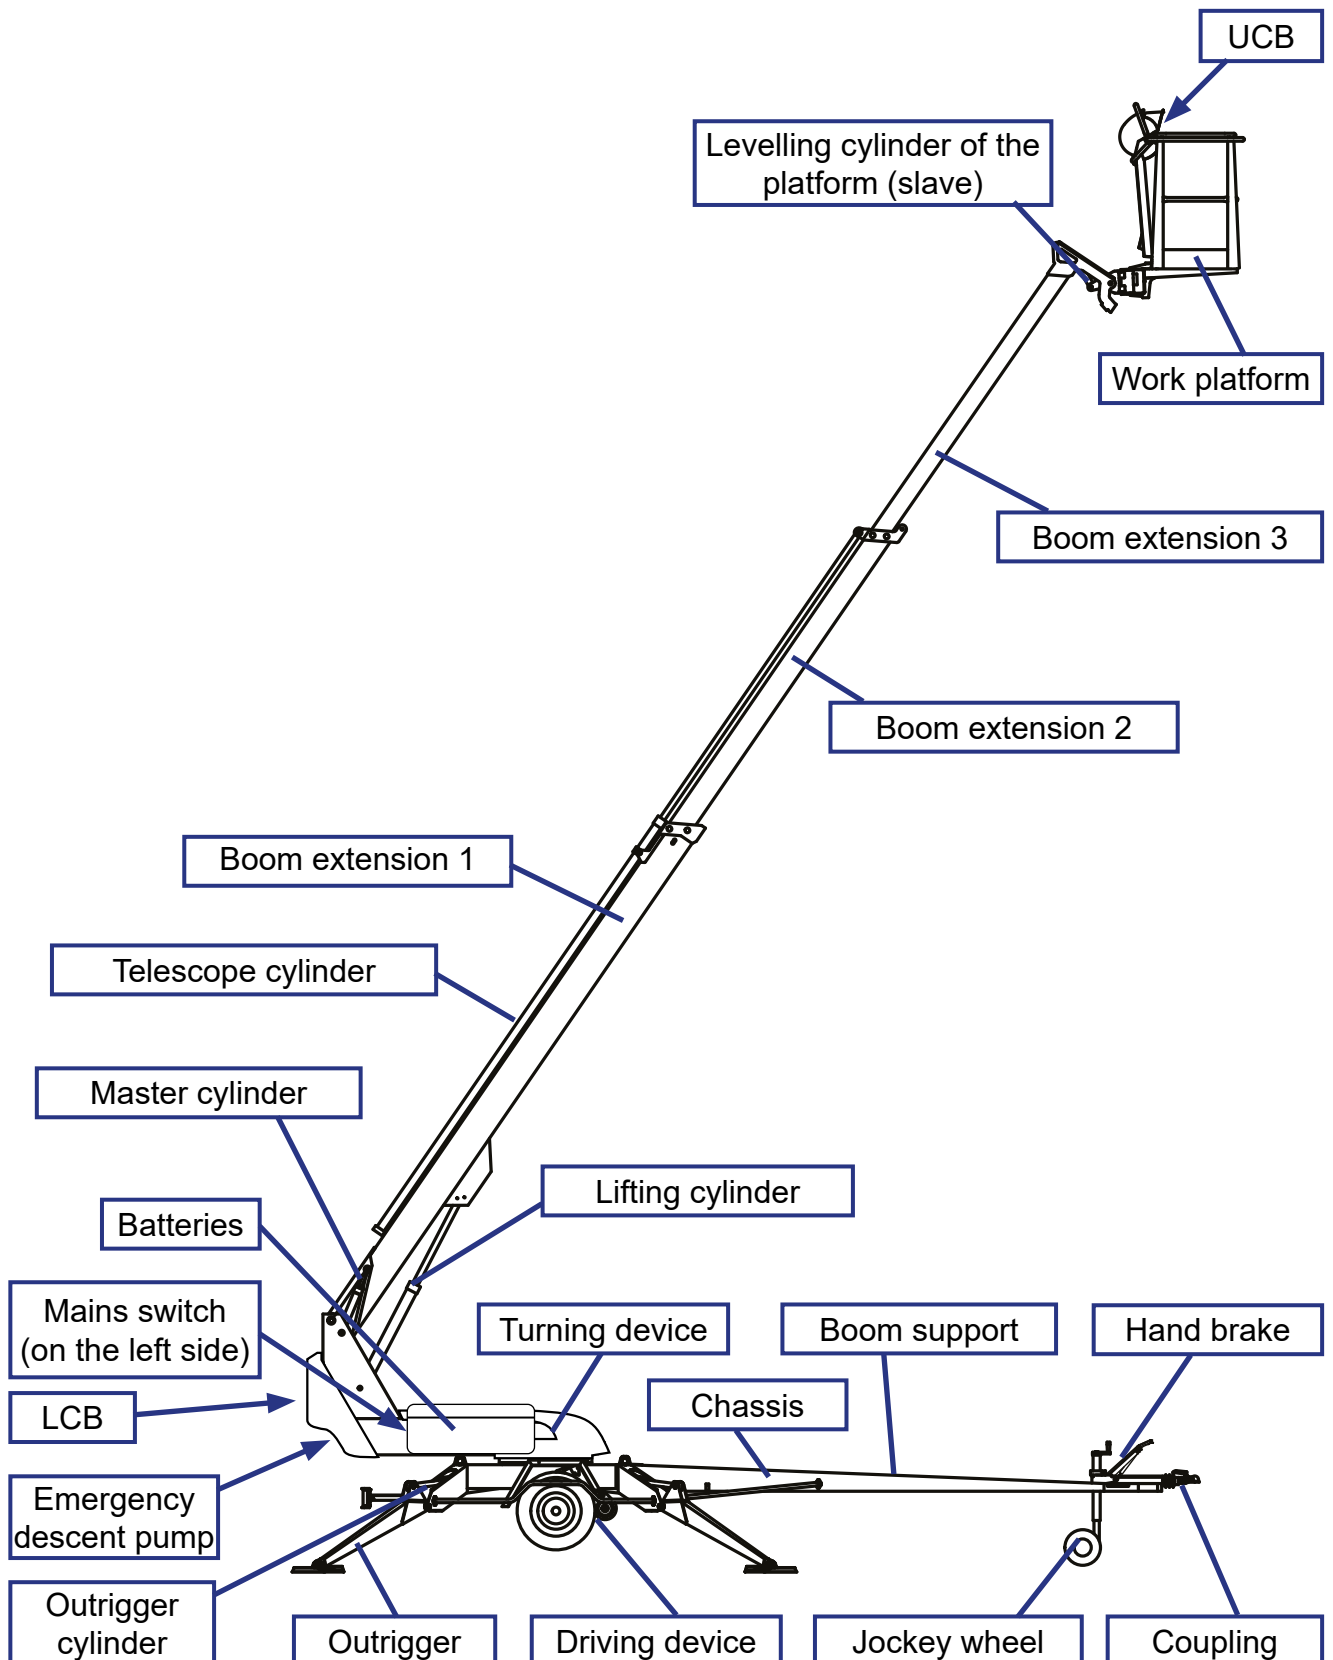 UCB
Levelling cylinder of the
platform (slave)
Work platform
Boom extension 3
Boom extension 2
Boom extension 1
Telescope cylinder
Master cylinder
Lifting cylinder
Batteries
Mains switch
(on the left side)
Turning device
Boom support
Hand brake
Chassis
LCB
Emergency
descent pump
Outrigger
cylinder
Outrigger
Driving device
Jockey wheel
Coupling